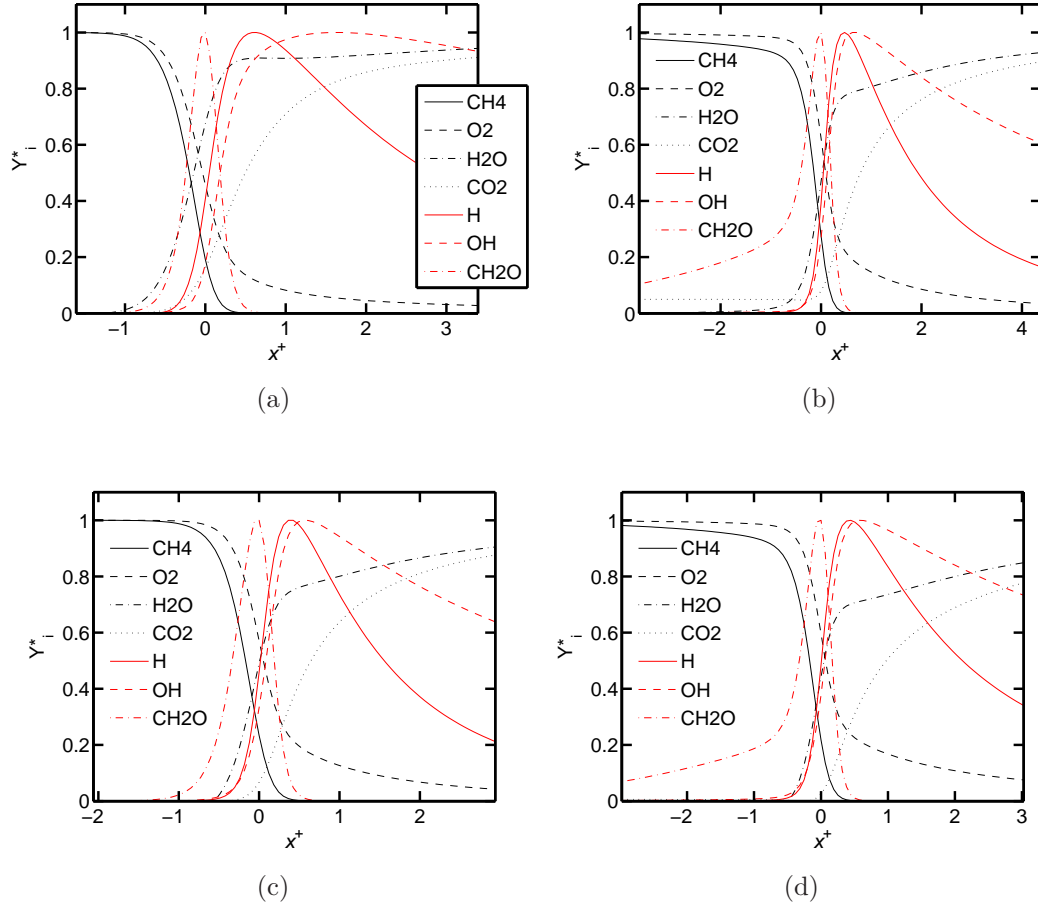 1
0.8
0.6
0.4
0.2
0
Y*i
−1 0 1 2 3
x+
CH4
O2
H2O
CO2
H
OH
CH2O
(a)
1
0.8
0.6
0.4
0.2
0
Y*i
−2 0 2 4
x+
CH4
O2
H2O
CO2
H
OH
CH2O
(b)
1
0.8
0.6
0.4
0.2
0
Y*i
−2 −1 0 1 2
x+
CH4
O2
H2O
CO2
H
OH
CH2O
(c)
1
0.8
0.6
0.4
0.2
0
Y*i
−2 −1 0 1 2 3
x+
CH4
O2
H2O
CO2
H
OH
CH2O
(d)